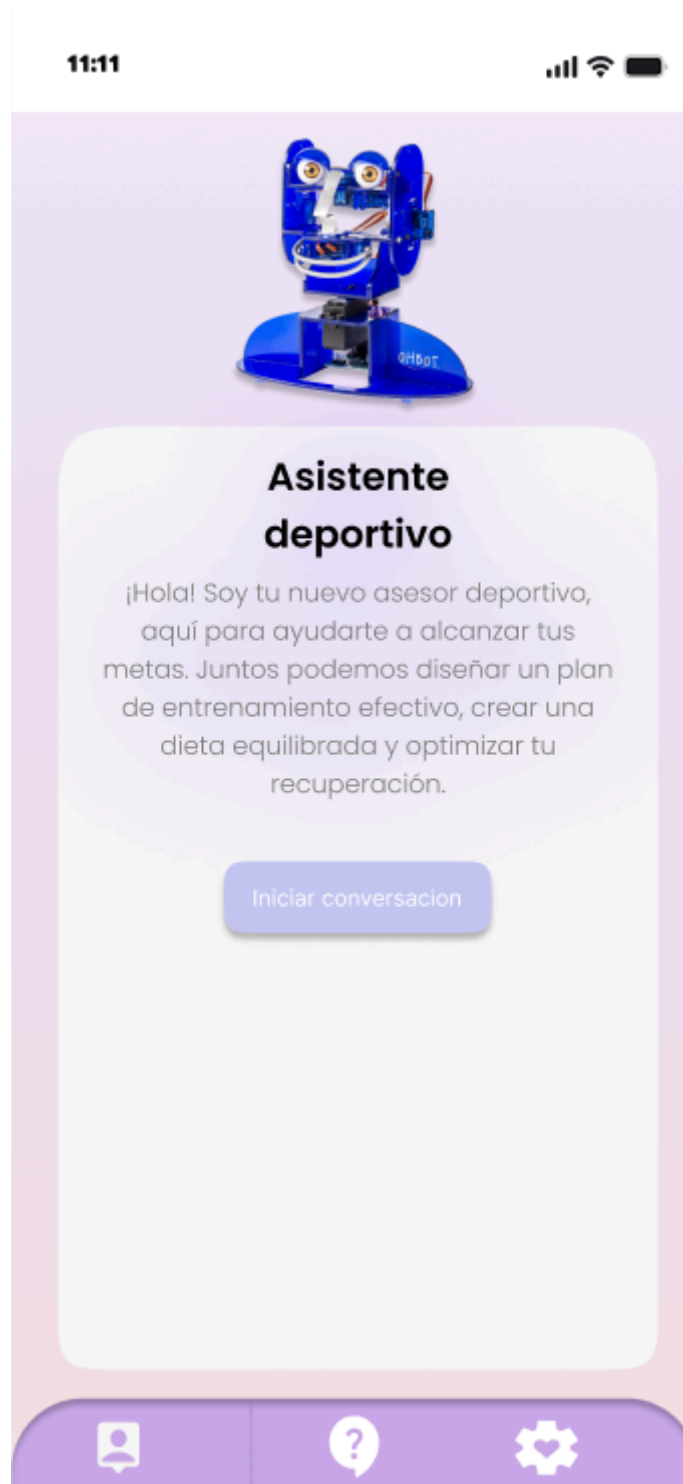 11:11
OHBOT
Asistente
deportivo
¡Hola! Soy tu nuevo asesor deportivo,
aquí para ayudarte a alcanzar tus
metas. Juntos podemos diseñar un plan
de entrenamiento efectivo, crear una
dieta equilibrada y optimizar tu
recuperación.
Iniciar conversacion
?